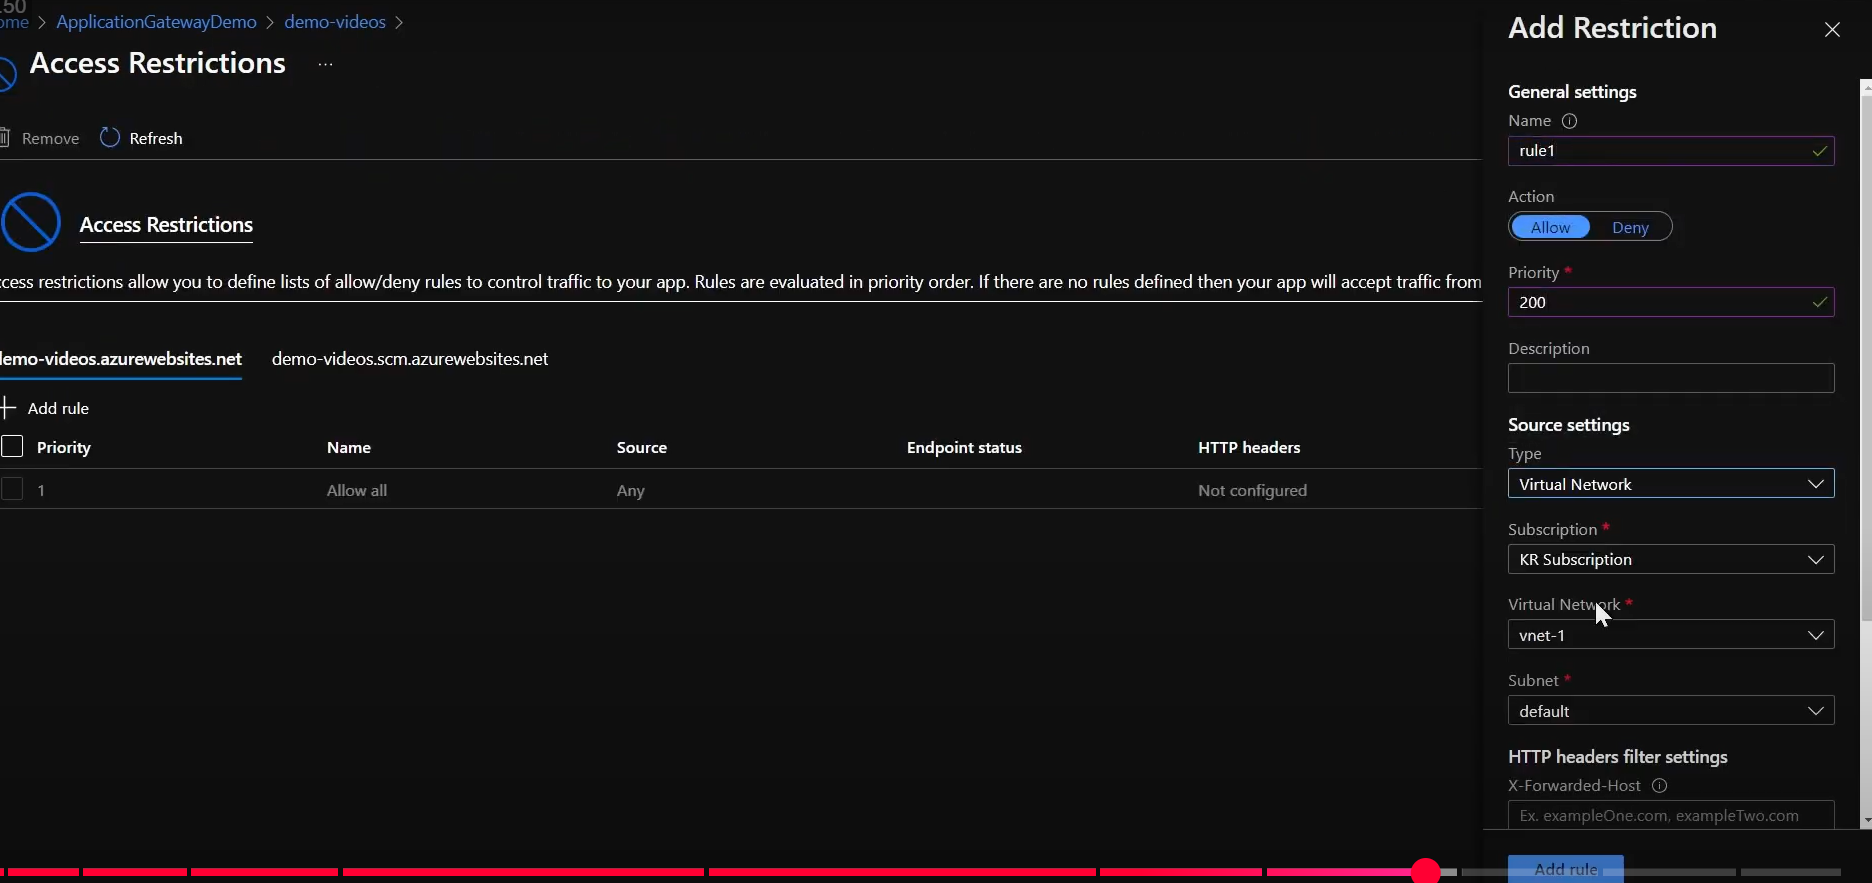 :50
ome > ApplicationGatewayDemo > demo-videos >
Access Restrictions ...
Remove Refresh
Access Restrictions
cess restrictions allow you to define lists of allow/deny rules to control traffic to your app. Rules are evaluated in priority order. If there are no rules defined then your app will accept traffic from
lemo-videos.azurewebsites.net demo-videos.scm.azurewebsites.net
+ Add rule
Priority Name Source Endpoint status HTTP headers
1 Allow all Any Not configured
Add Restriction
General settings
Name
rule1
Action
Allow Deny
Priority *
200
Description
Source settings
Type
Virtual Network
Subscription *
KR Subscription
Virtual Network *
vnet-1
Subnet *
default
HTTP headers filter settings
X-Forwarded-Host
Ex. exampleOne.com, exampleTwo.com
Add rule